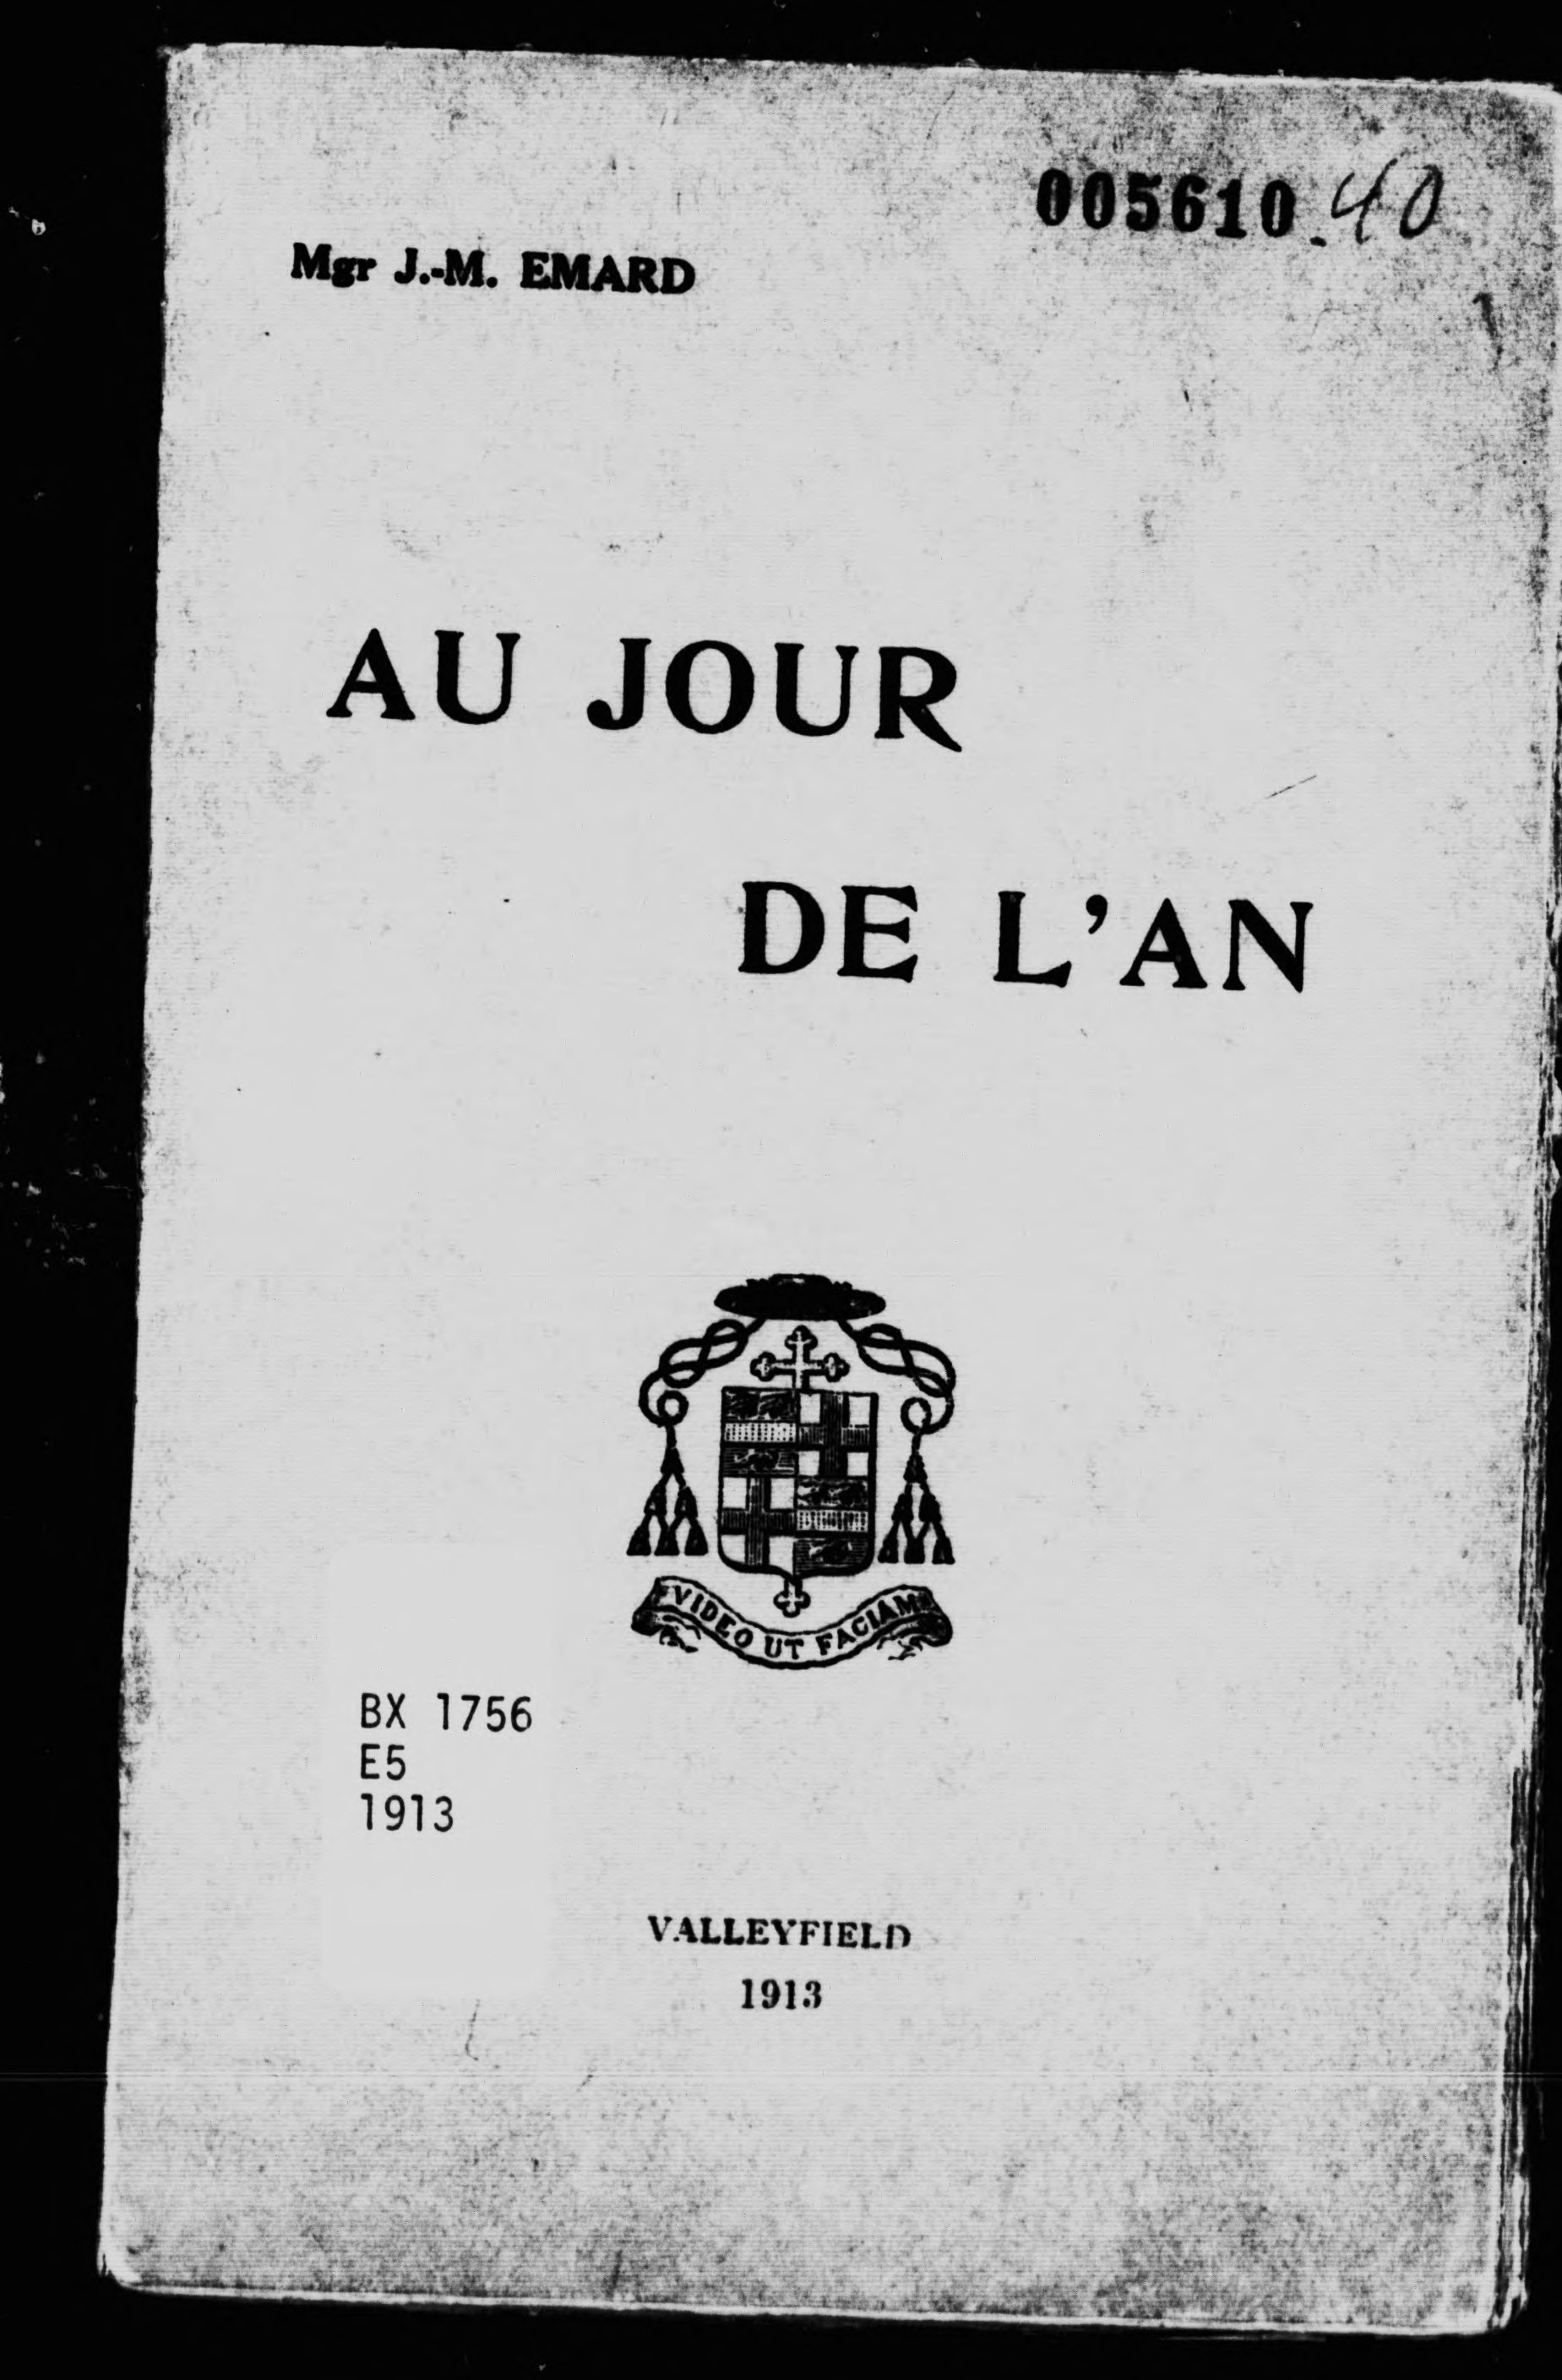 005610.40
Mgr J.-M. EMARD
AU JOUR
DE L'AN
VIDEO UT FACIAM
BX 1756
E5
1913
VALLEYFIELD
1913